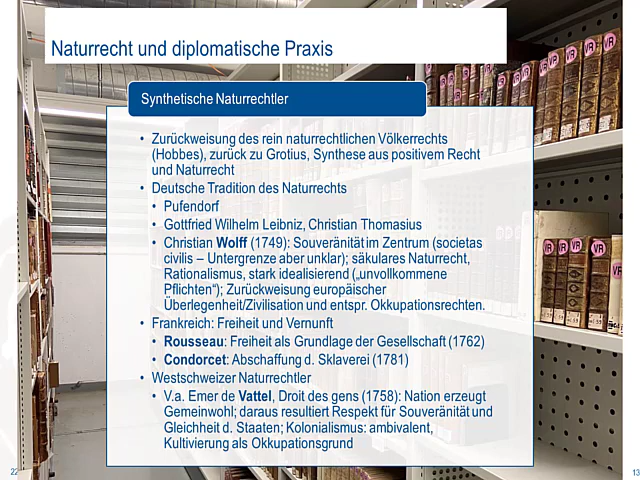 Naturrecht und diplomatische Praxis
Synthetische Naturrechtler
• Zurückweisung des rein naturrechtlichen Völkerrechts
(Hobbes), zurück zu Grotius, Synthese aus positivem Recht
und Naturrecht
• Deutsche Tradition des Naturrechts
• Pufendorf
• Gottfried Wilhelm Leibniz, Christian Thomasius
• Christian Wolff (1749): Souveränität im Zentrum (societas
civilis – Untergrenze aber unklar); säkulares Naturrecht,
Rationalismus, stark idealisierend („unvollkommene
Pflichten“); Zurückweisung europäischer
Überlegenheit/Zivilisation und entspr. Okkupationsrechten.
• Frankreich: Freiheit und Vernunft
• Rousseau: Freiheit als Grundlage der Gesellschaft (1762)
• Condorcet: Abschaffung d. Sklaverei (1781)
• Westschweizer Naturrechtler
• V.a. Emer de Vattel, Droit des gens (1758): Nation erzeugt
Gemeinwohl; daraus resultiert Respekt für Souveränität und
Gleichheit d. Staaten; Kolonialismus: ambivalent,
Kultivierung als Okkupationsgrund
VR VR VR VR
13